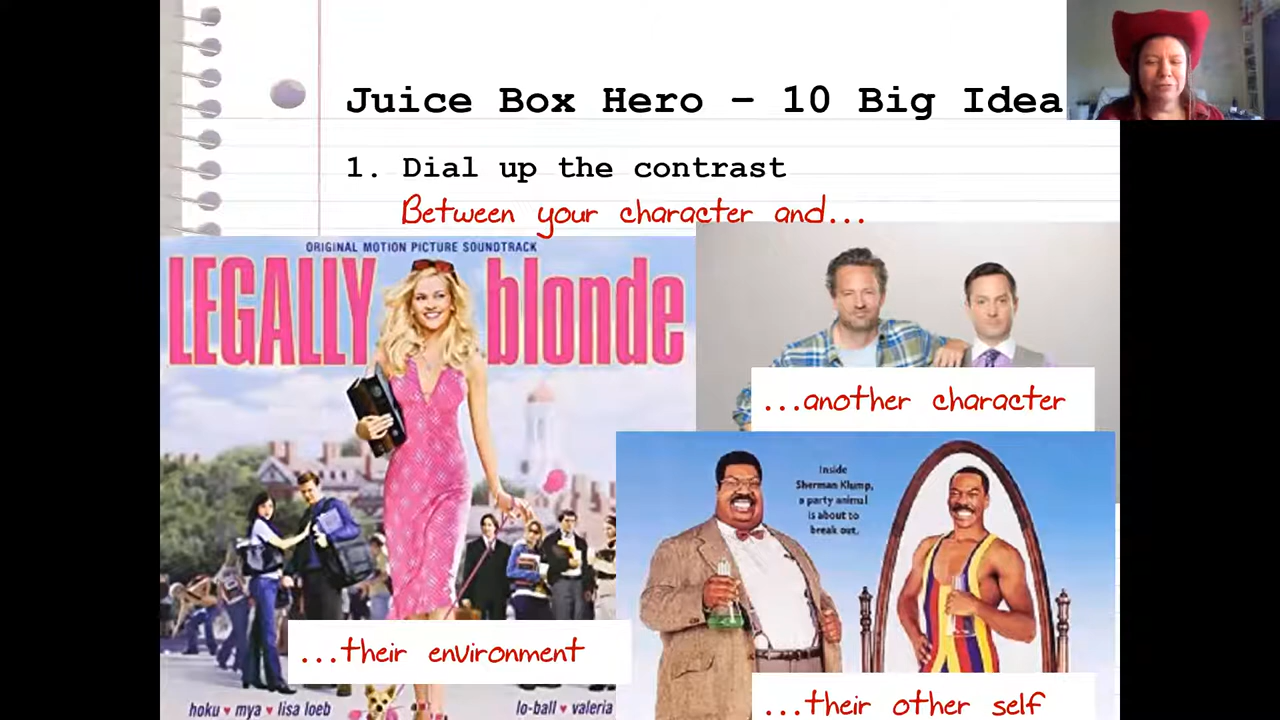 Juice Box Hero – 10 Big Idea
1. Dial up the contrast
Between your character and...
ORIGINAL MOTION PICTURE SOUNDTRACK
LEGALLY blonde
...another character
Inside
Sherman Klump,
a party animal
is about to
break out.
...their environment
hoku ♥ mya ♥ lisa loeb
lo-ball ♥ valeria
...their other self